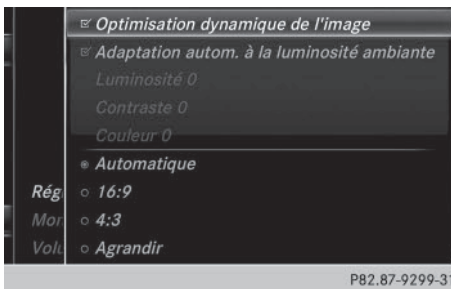 Optimisation dynamique de l'image
Adaptation autom. à la luminosité ambiante
Luminosité 0
Contraste 0
Couleur 0
Automatique
Rég 16:9
Mor 4:3
Volu Agrandir
P82.87-9299-31